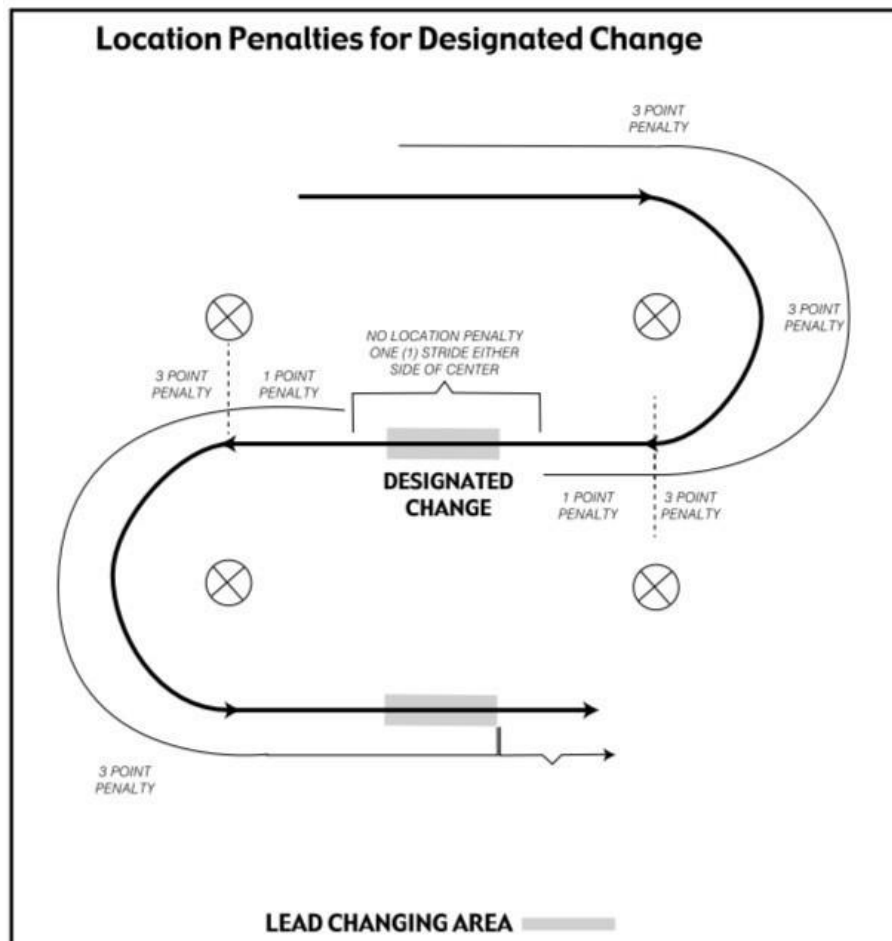 Location Penalties for Designated Change
3 POINT
PENALTY
3 POINT
PENALTY
NO LOCATION PENALTY
ONE (1) STRIDE EITHER
SIDE OF CENTER
3 POINT
PENALTY
1 POINT
PENALTY
DESIGNATED
CHANGE
1 POINT
PENALTY
3 POINT
PENALTY
3 POINT
PENALTY
LEAD CHANGING AREA